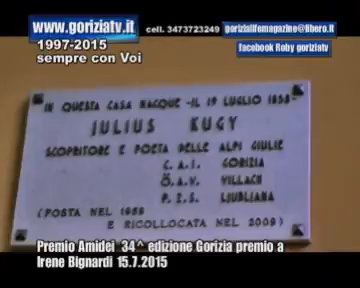 www.goriziatv.it cell. 3473723249 goriziailfomagazine@libero.it
1997-2015 facebook Roby goriziatv
sempre con Voi
IN QUESTA CASA NACQUE - IL 19 LUGLIO 1858 -
JULIUS KUGY
SCOPRITORE E POETA DELLE ALPI GIULIE
C.A.I. GORIZIA
Ö.A.V. VILLACH
P.Z.S. LJUBLJANA
(POSTA NEL 1989
E RICOLLOCATA NEL 2009)
Premio Amidei 34^ edizione Gorizia premio a
Irene Bignardi 15.7.2015